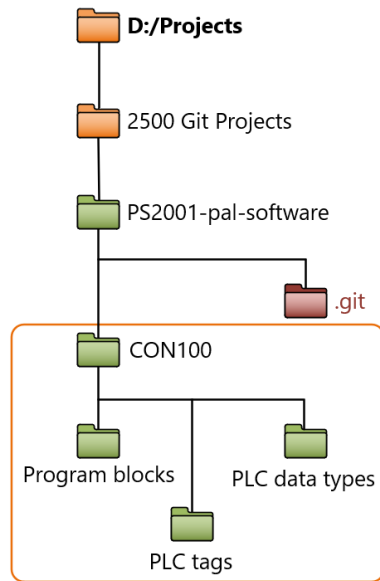 D:/Projects
2500 Git Projects
PS2001-pal-software
.git
CON100
Program blocks
PLC data types
PLC tags